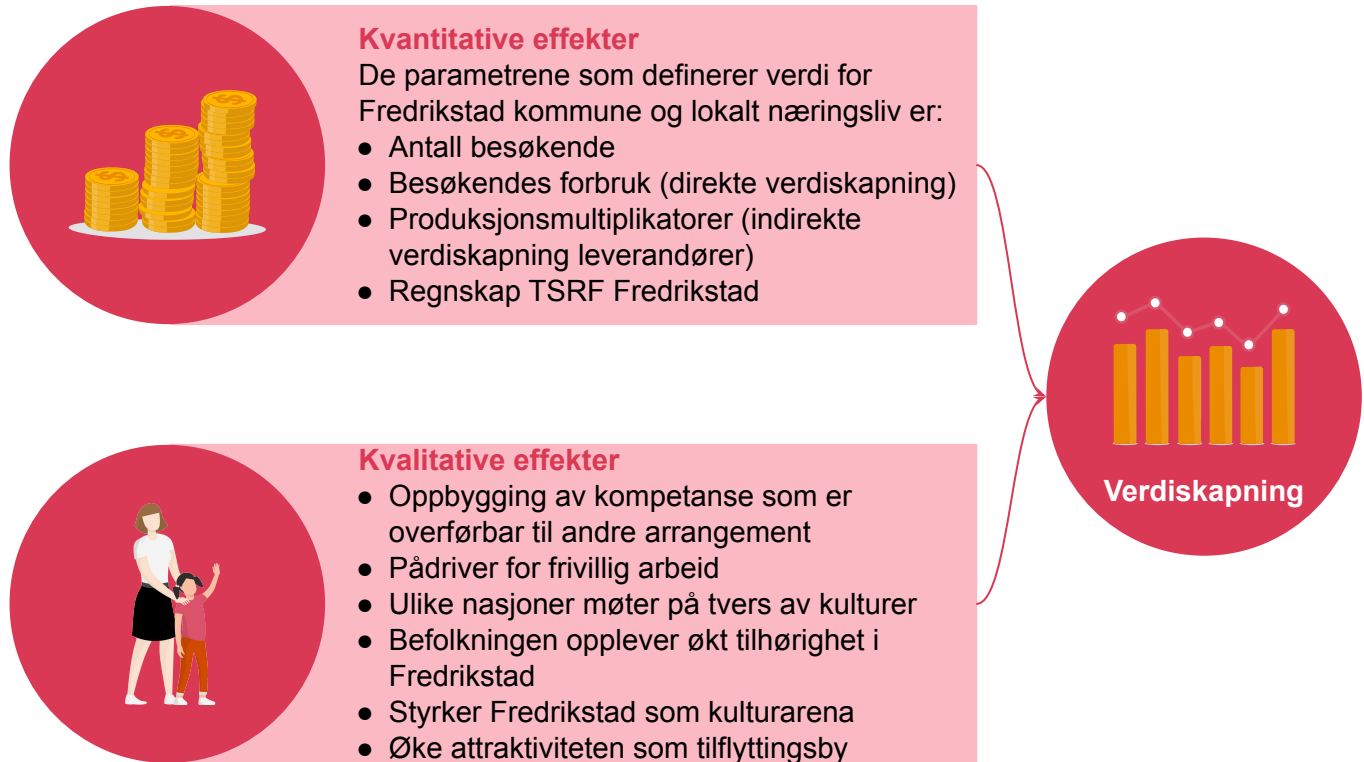 Kvantitative effekter
De parametrene som definerer verdi for
Fredrikstad kommune og lokalt næringsliv er:
● Antall besøkende
● Besøkendes forbruk (direkte verdiskapning)
● Produksjonsmultiplikatorer (indirekte
verdiskapning leverandører)
● Regnskap TSRF Fredrikstad
Kvalitative effekter
● Oppbygging av kompetanse som er
overførbar til andre arrangement
● Pådriver for frivillig arbeid
● Ulike nasjoner møter på tvers av kulturer
● Befolkningen opplever økt tilhørighet i
Fredrikstad
● Styrker Fredrikstad som kulturarena
● Øke attraktiviteten som tilflyttingsby
Verdiskapning